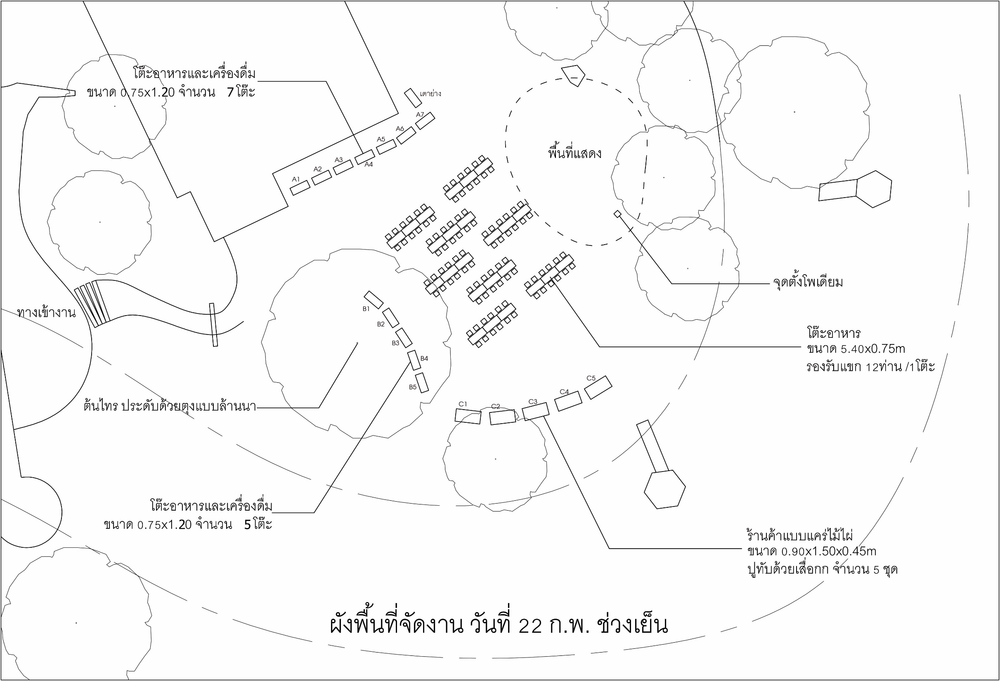 โต๊ะอาหารและเครื่องดื่ม
ขนาด 0.75x1.20 จำนวน 7 โต๊ะ
เตาย่าง
A7
A6
A5
A4
A3
A2
A1
พื้นที่แสดง
จุดตั้งโพเดียม
ทางเข้างาน
B1
B2
B3
B4
B5
โต๊ะอาหาร
ขนาด 5.40x0.75m
รองรับแขก 12ท่าน /1โต๊ะ
ต้นไทร ประดับด้วยตุงแบบล้านนา
C1
C2
C3
C4
C5
โต๊ะอาหารและเครื่องดื่ม
ขนาด 0.75x1.20 จำนวน 5 โต๊ะ
ร้านค้าแบบแคร่ไม้ไผ่
ขนาด 0.90x1.50x0.45m
ปูทับด้วยเสื่อกก จำนวน 5 ชุด
ผังพื้นที่จัดงาน วันที่ 22 ก.พ. ช่วงเย็น